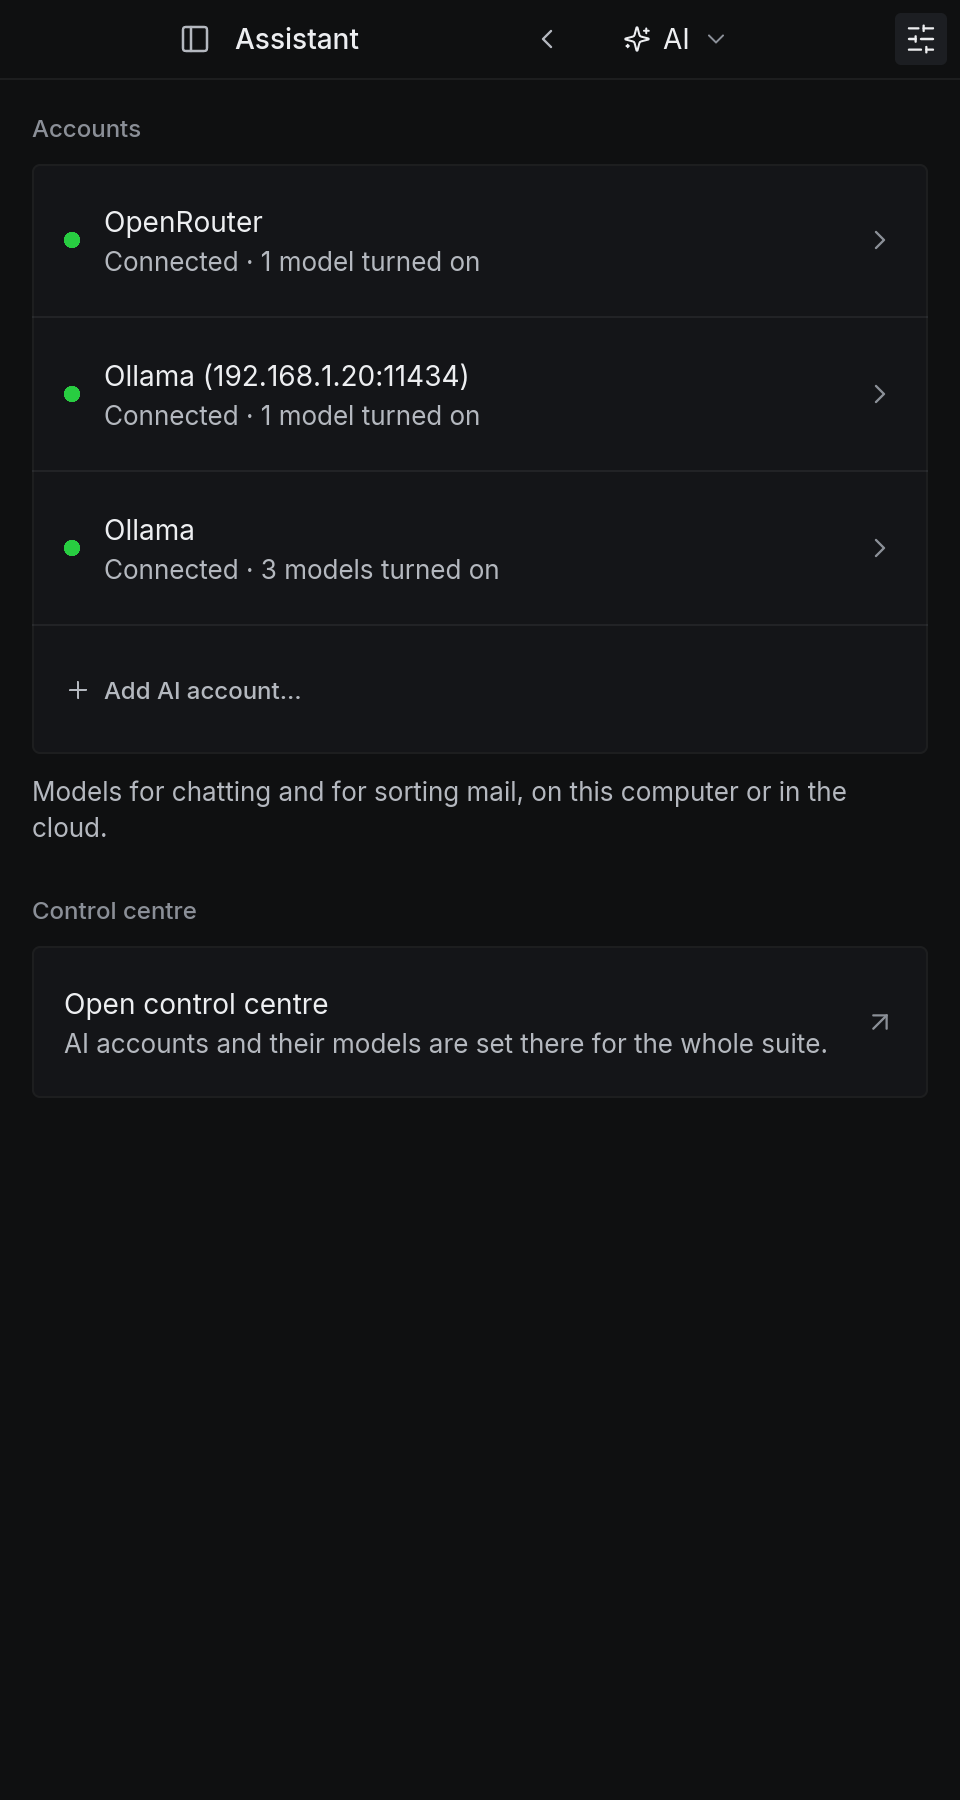 Assistant
AI
Accounts
OpenRouter
Connected · 1 model turned on
Ollama (192.168.1.20:11434)
Connected · 1 model turned on
Ollama
Connected · 3 models turned on
Add AI account...
Models for chatting and for sorting mail, on this computer or in the
cloud.
Control centre
Open control centre
AI accounts and their models are set there for the whole suite.